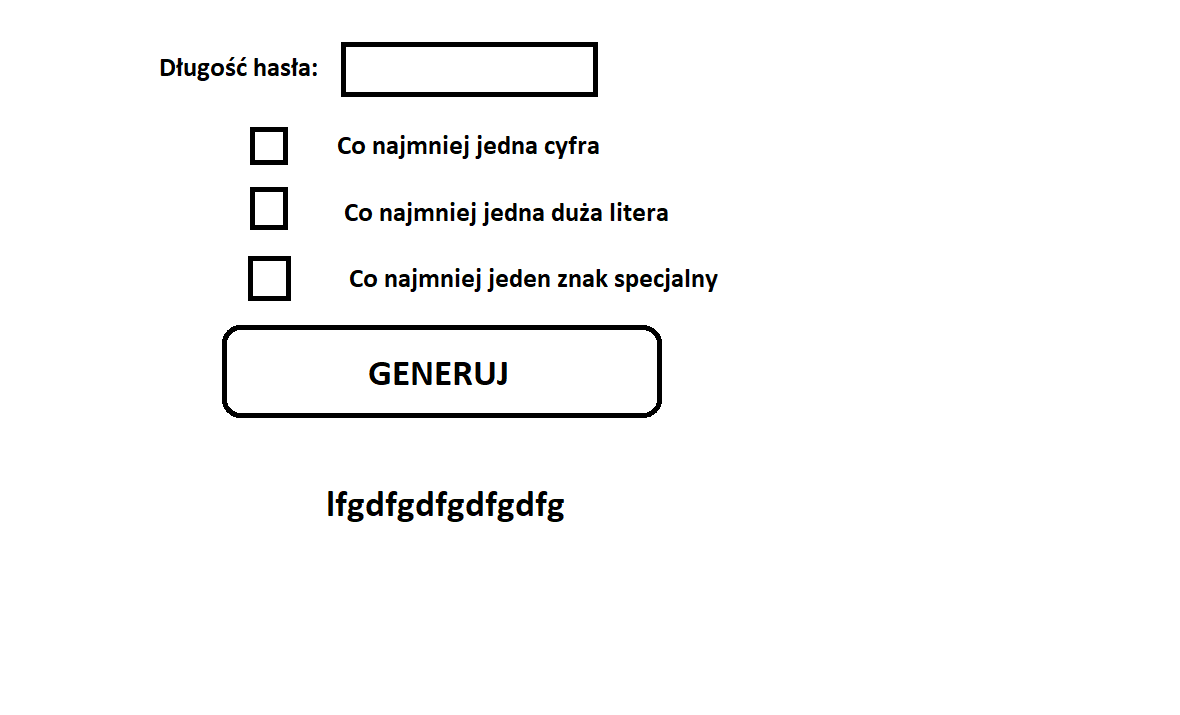 Długość hasła:
Co najmniej jedna cyfra
Co najmniej jedna duża litera
Co najmniej jeden znak specjalny
GENERUJ
lfgdfgdfgdfgdfg